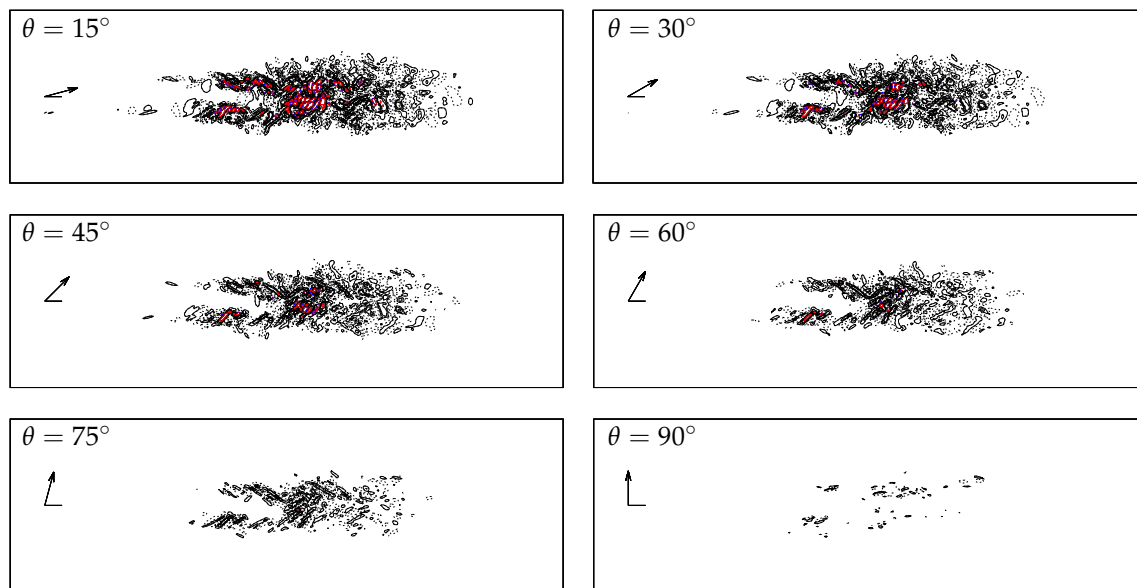 θ = 15°
θ = 30°
θ = 45°
θ = 60°
θ = 75°
θ = 90°